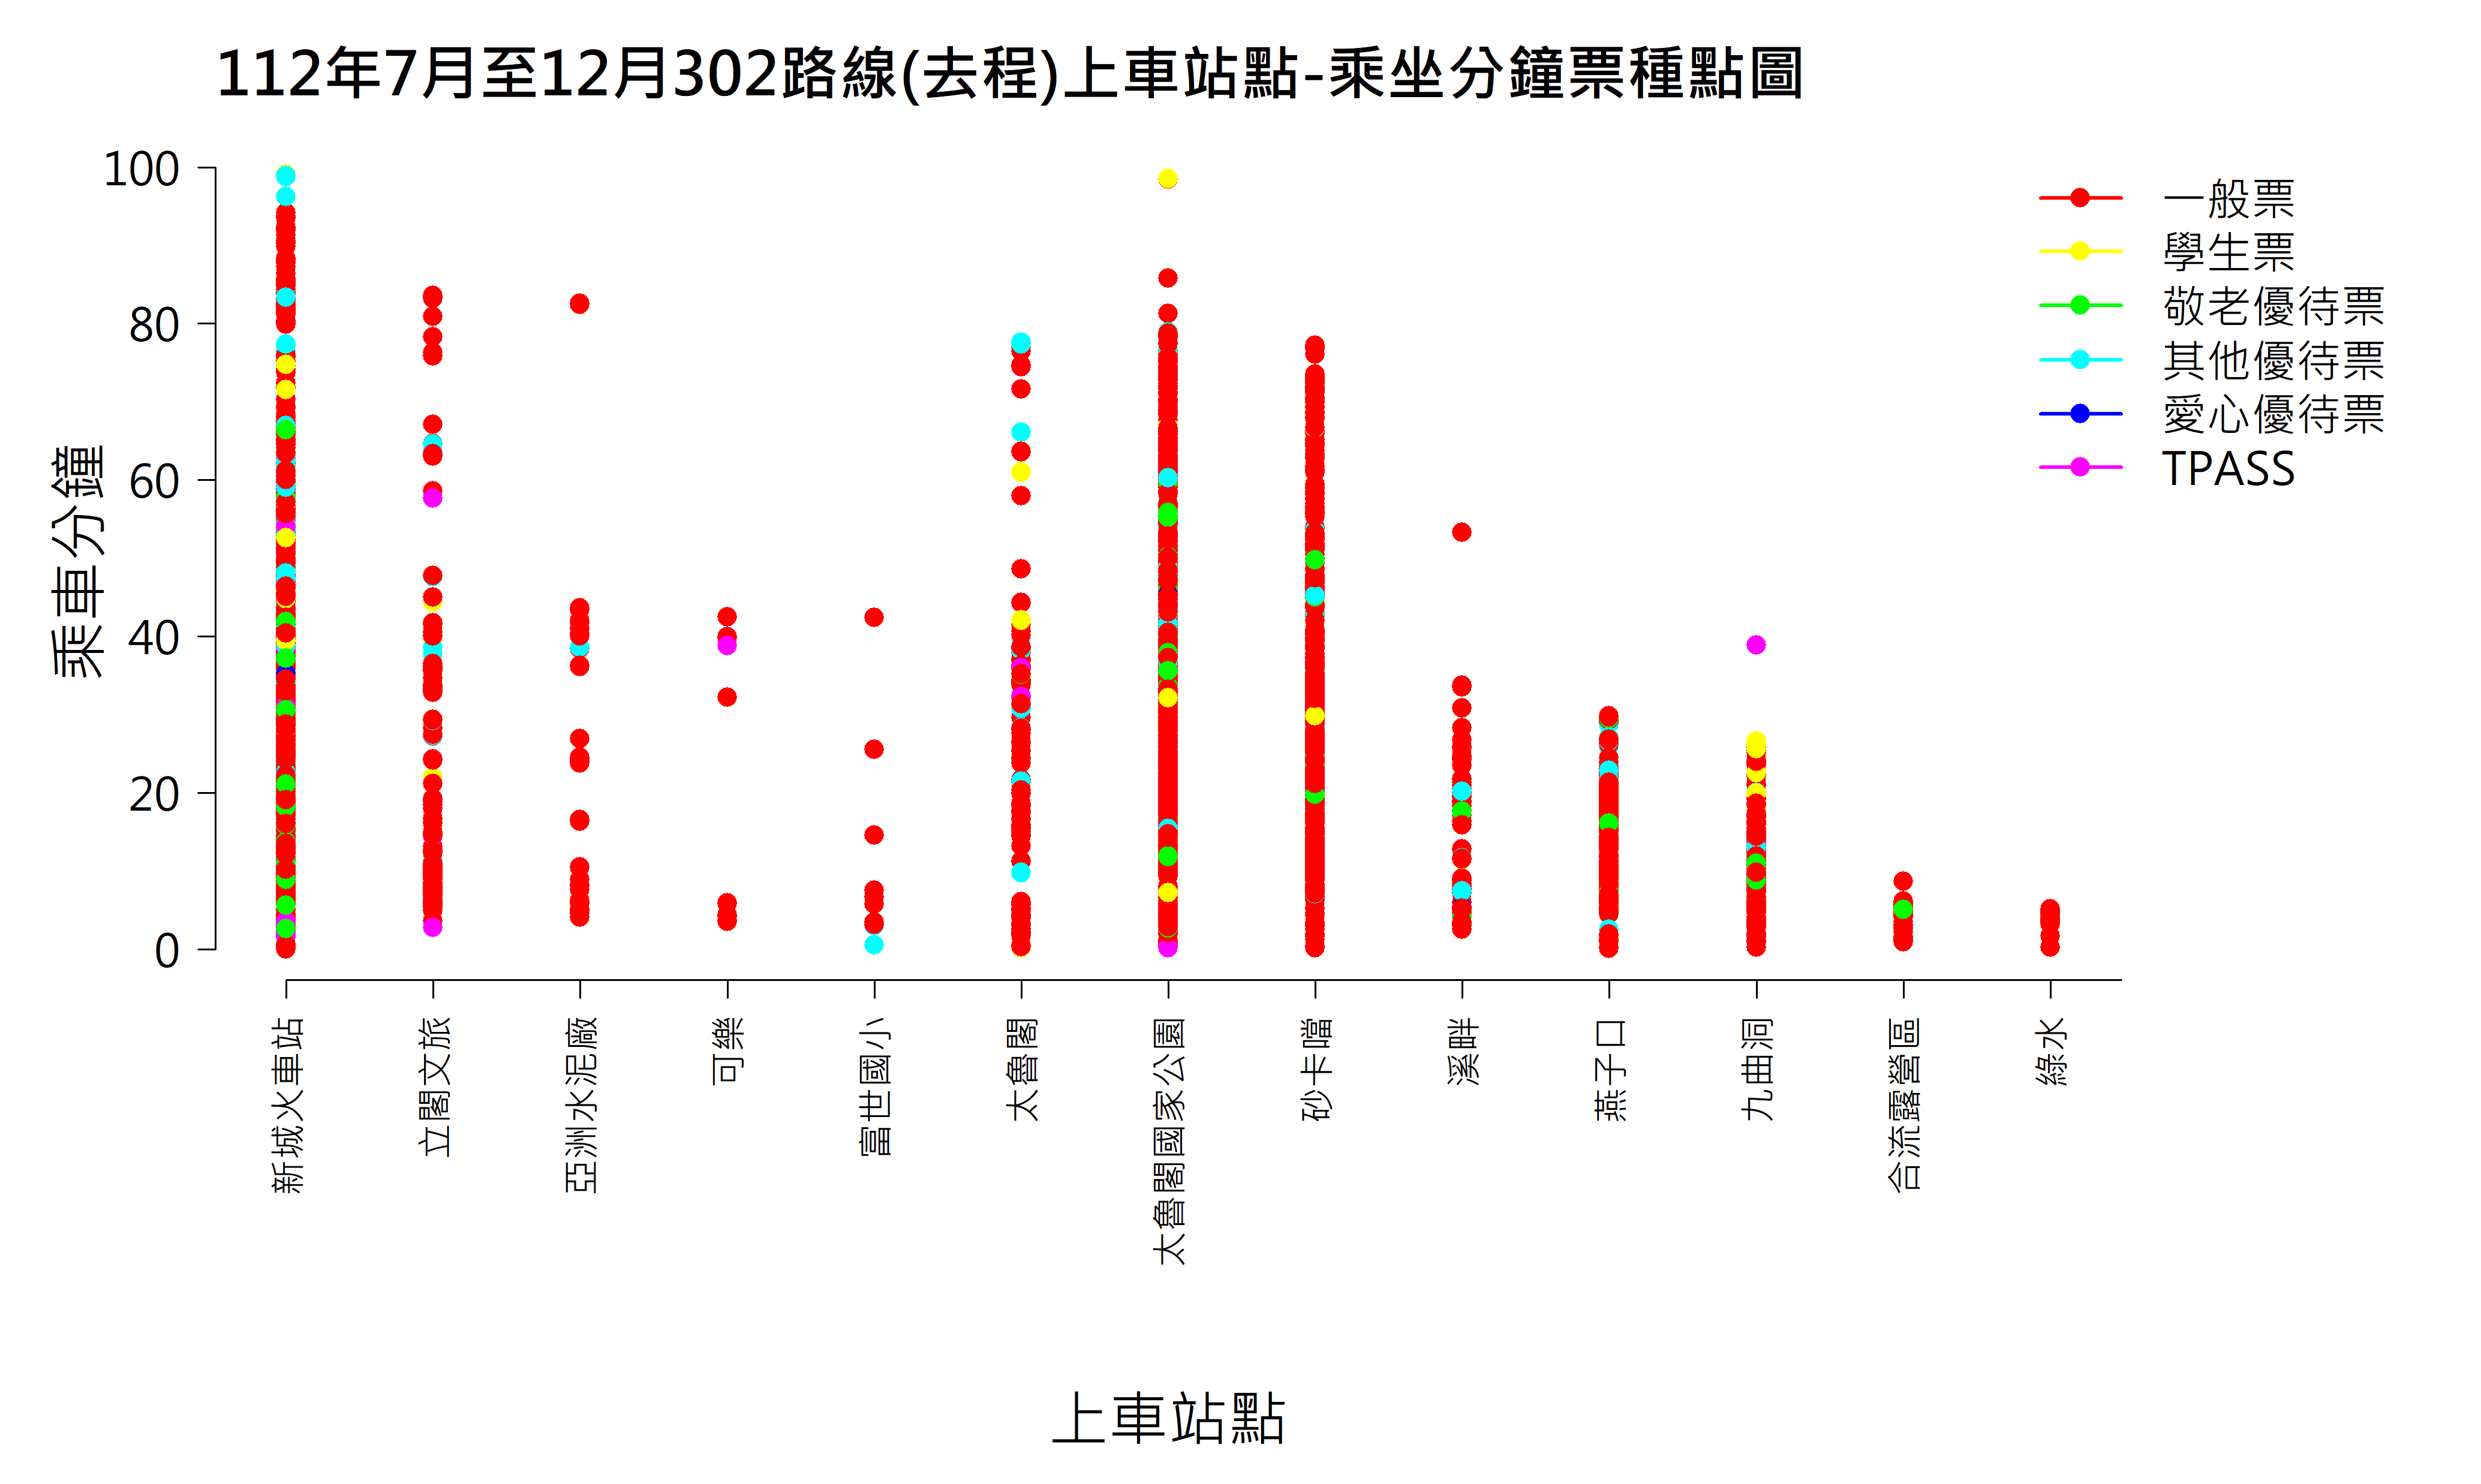 112年7月至12月302路線(去程)上車站點-乘坐分鐘票種點圖
100
80
60
40
20
0
乘車分鐘
一般票
學生票
敬老優待票
其他優待票
愛心優待票
TPASS
新城火車站
立閣文旅
亞洲水泥廠
可樂
富世國小
太魯閣
太魯閣國家公園
砂卡噹
溪畔
燕子口
九曲洞
合流露營區
綠水
上車站點